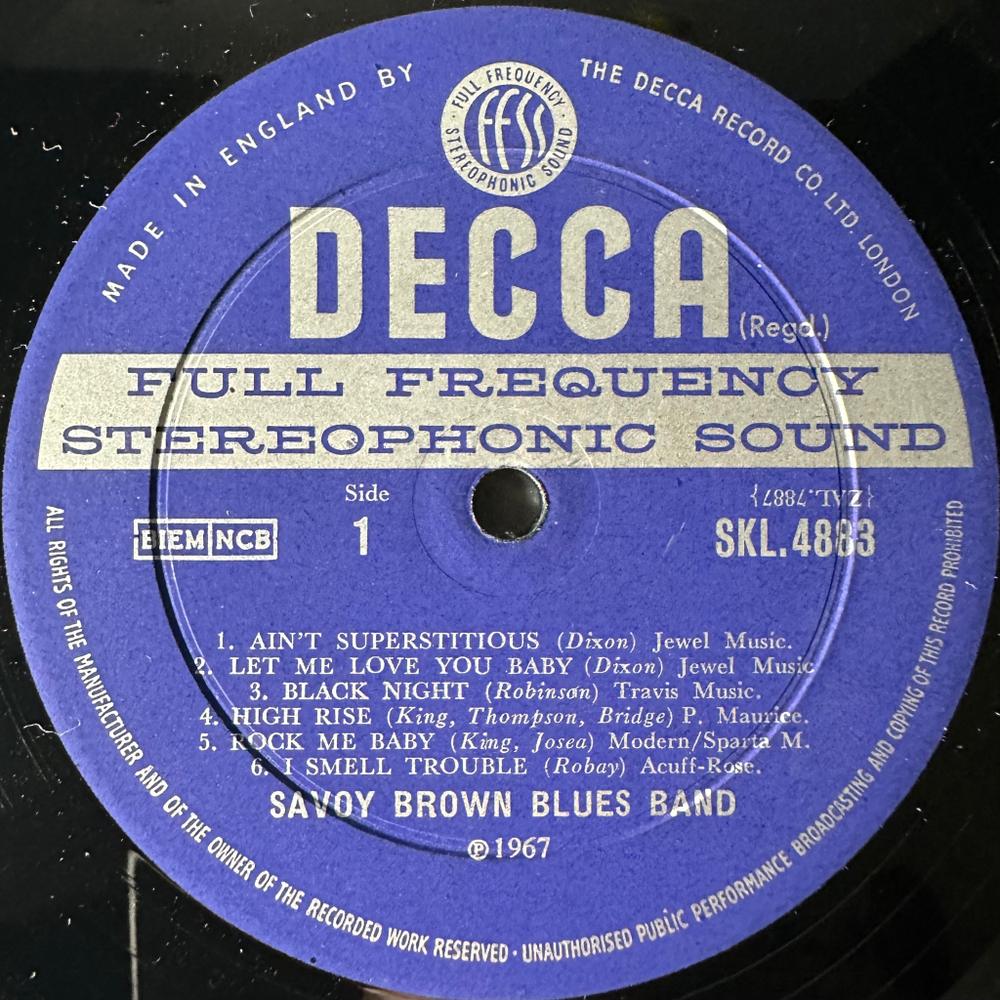 MADE IN ENGLAND BY
THE DECCA RECORD CO. LTD. LONDON
FULL FREQUENCY
FFSS
STEREOPHONIC SOUND
DECCA
(Regd.)
FULL FREQUENCY
STEREOPHONIC SOUND
Side
1
BIEM NCB
{ZAL.7887}
SKL.4883
1. AIN'T SUPERSTITIOUS (Dixon) Jewel Music.
2. LET ME LOVE YOU BABY (Dixon) Jewel Music
3. BLACK NIGHT (Robinson) Travis Music.
4. HIGH RISE (King, Thompson, Bridge) P. Maurice.
5. ROCK ME BABY (King, Josea) Modern/Sparta M.
6. I SMELL TROUBLE (Robay) Acuff-Rose.
SAVOY BROWN BLUES BAND
℗1967
ALL RIGHTS OF THE MANUFACTURER AND OF THE OWNER OF THE RECORDED WORK RESERVED · UNAUTHORISED PUBLIC PERFORMANCE BROADCASTING AND COPYING OF THIS RECORD PROHIBITED